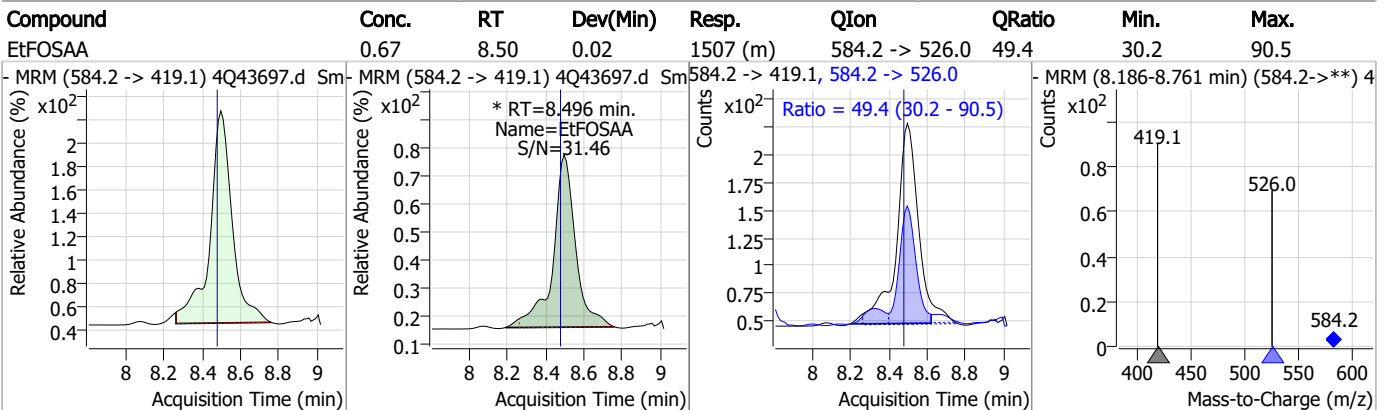 Compound Conc. RT Dev(Min) Resp. QIon QRatio Min. Max.
EtFOSAA 0.67 8.50 0.02 1507 (m) 584.2 -> 526.0 49.4 30.2 90.5
- MRM (584.2 -> 419.1) 4Q43697.d Sm
Relative Abundance (%)
x10²
2
1.8
1.6
1.4
1.2
1
0.8
0.6
0.4
8 8.2 8.4 8.6 8.8 9
Acquisition Time (min)
- MRM (584.2 -> 419.1) 4Q43697.d Sm
Relative Abundance (%)
x10²
* RT=8.496 min.
Name=EtFOSAA
S/N=31.46
0.8
0.7
0.6
0.5
0.4
0.3
0.2
0.1
8 8.2 8.4 8.6 8.8 9
Acquisition Time (min)
584.2 -> 419.1, 584.2 -> 526.0
Counts
x10²
Ratio = 49.4 (30.2 - 90.5)
2
1.75
1.5
1.25
1
0.75
0.5
8 8.2 8.4 8.6 8.8 9
Acquisition Time (min)
- MRM (8.186-8.761 min) (584.2->**) 4
Counts
x10²
419.1
526.0
584.2
0.8
0.6
0.4
0.2
0
400 450 500 550 600
Mass-to-Charge (m/z)